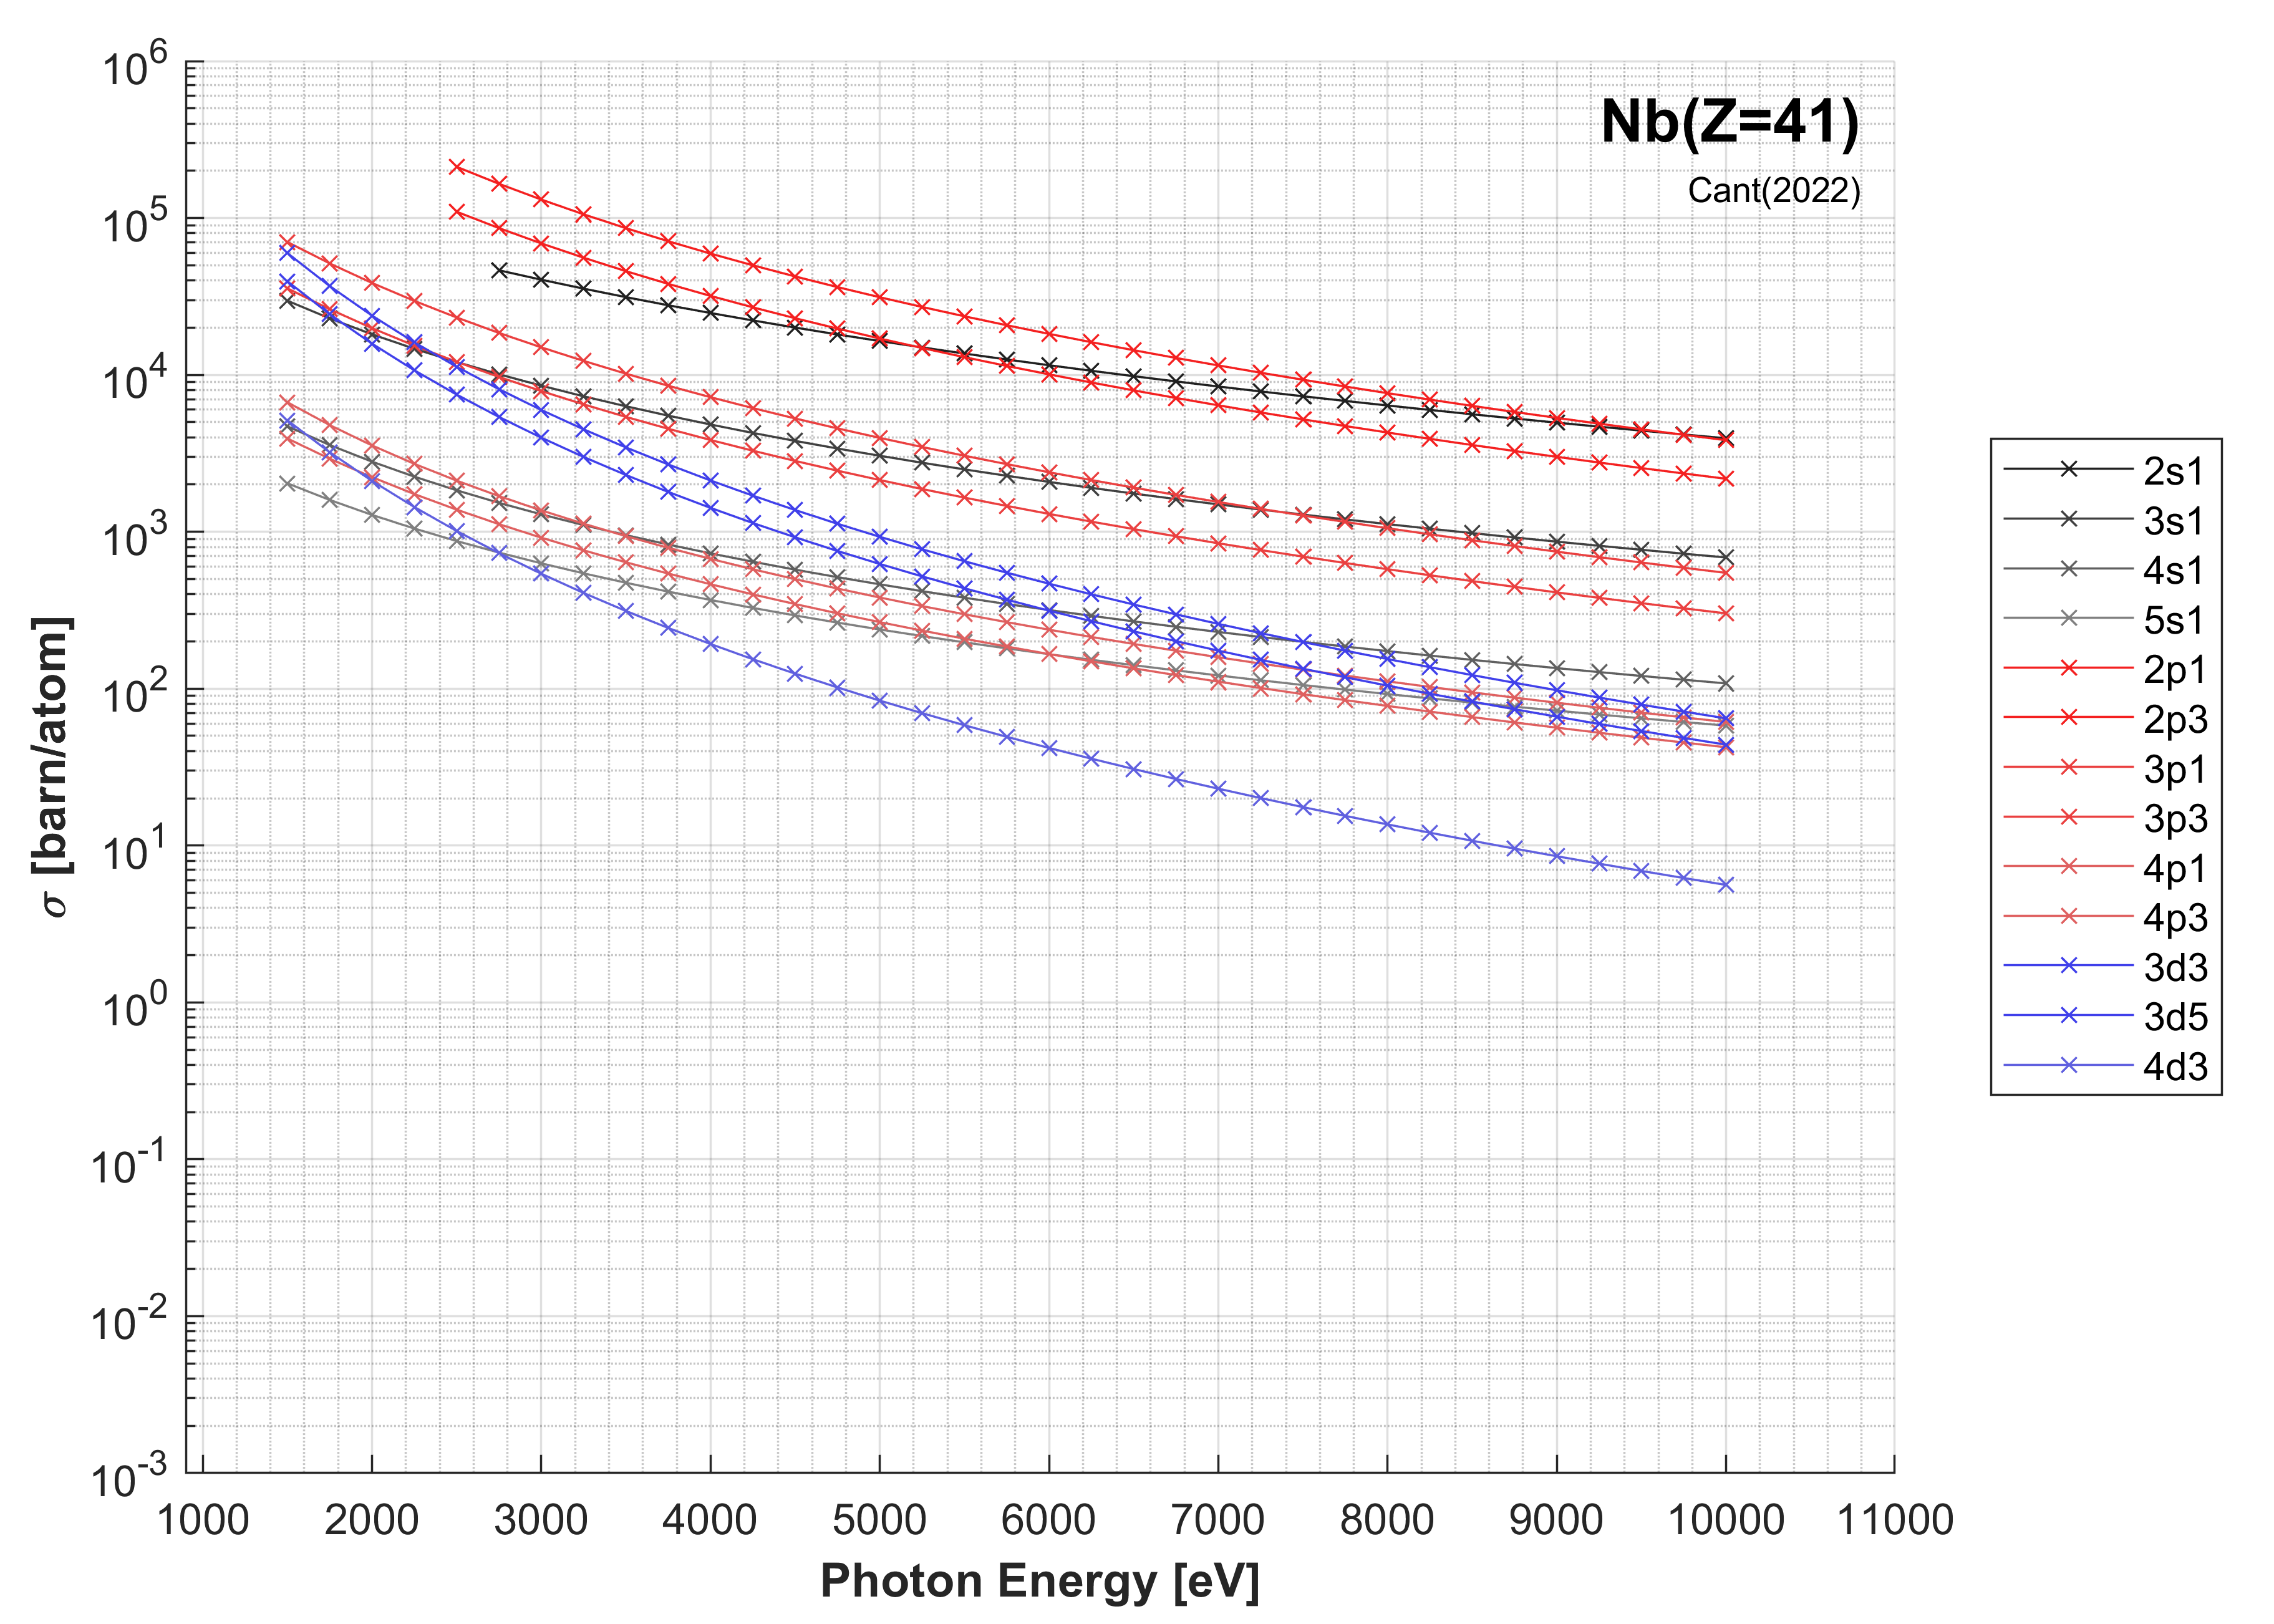 Nb(Z=41)
Cant(2022)
10^6
10^5
10^4
10^3
10^2
10^1
10^0
10^-1
10^-2
10^-3
σ [barn/atom]
1000 2000 3000 4000 5000 6000 7000 8000 9000 10000 11000
Photon Energy [eV]
2s1
3s1
4s1
5s1
2p1
2p3
3p1
3p3
4p1
4p3
3d3
3d5
4d3